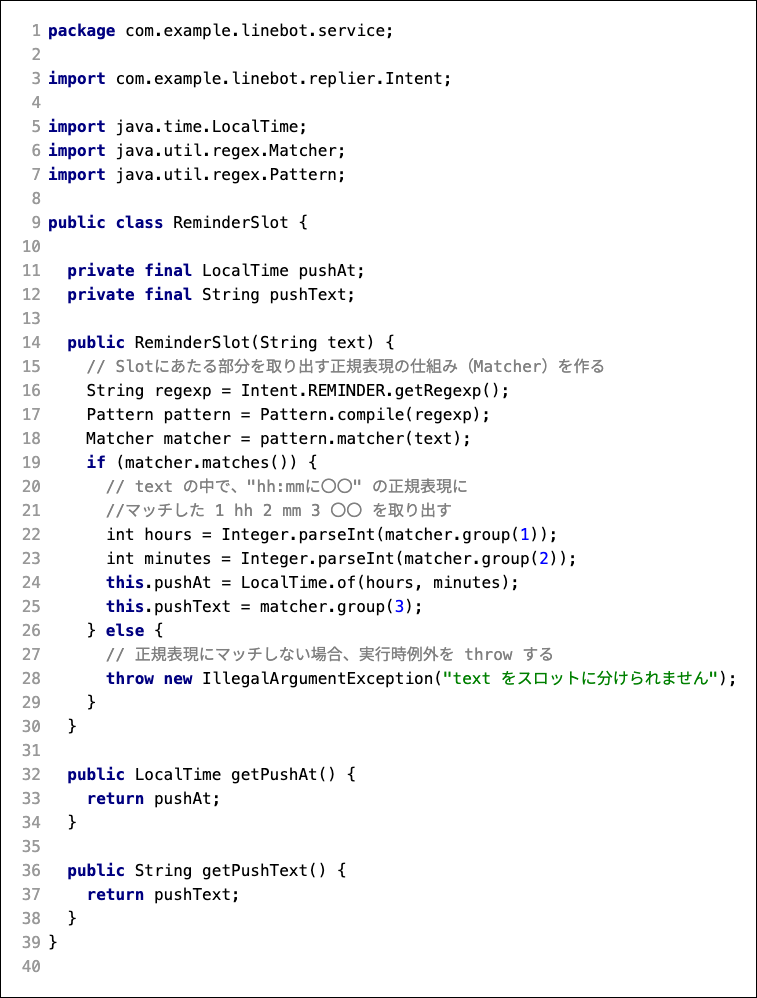 1 package com.example.linebot.service;
2
3 import com.example.linebot.replier.Intent;
4
5 import java.time.LocalTime;
6 import java.util.regex.Matcher;
7 import java.util.regex.Pattern;
8
9 public class ReminderSlot {
10
11   private final LocalTime pushAt;
12   private final String pushText;
13
14   public ReminderSlot(String text) {
15     // Slotにあたる部分を取り出す正規表現の仕組み（Matcher）を作る
16     String regexp = Intent.REMINDER.getRegexp();
17     Pattern pattern = Pattern.compile(regexp);
18     Matcher matcher = pattern.matcher(text);
19     if (matcher.matches()) {
20       // text の中で、"hh:mmに〇〇" の正規表現に
21       //マッチした 1 hh 2 mm 3 〇〇 を取り出す
22       int hours = Integer.parseInt(matcher.group(1));
23       int minutes = Integer.parseInt(matcher.group(2));
24       this.pushAt = LocalTime.of(hours, minutes);
25       this.pushText = matcher.group(3);
26     } else {
27       // 正規表現にマッチしない場合、実行時例外を throw する
28       throw new IllegalArgumentException("text をスロットに分けられません");
29     }
30   }
31
32   public LocalTime getPushAt() {
33     return pushAt;
34   }
35
36   public String getPushText() {
37     return pushText;
38   }
39 }
40